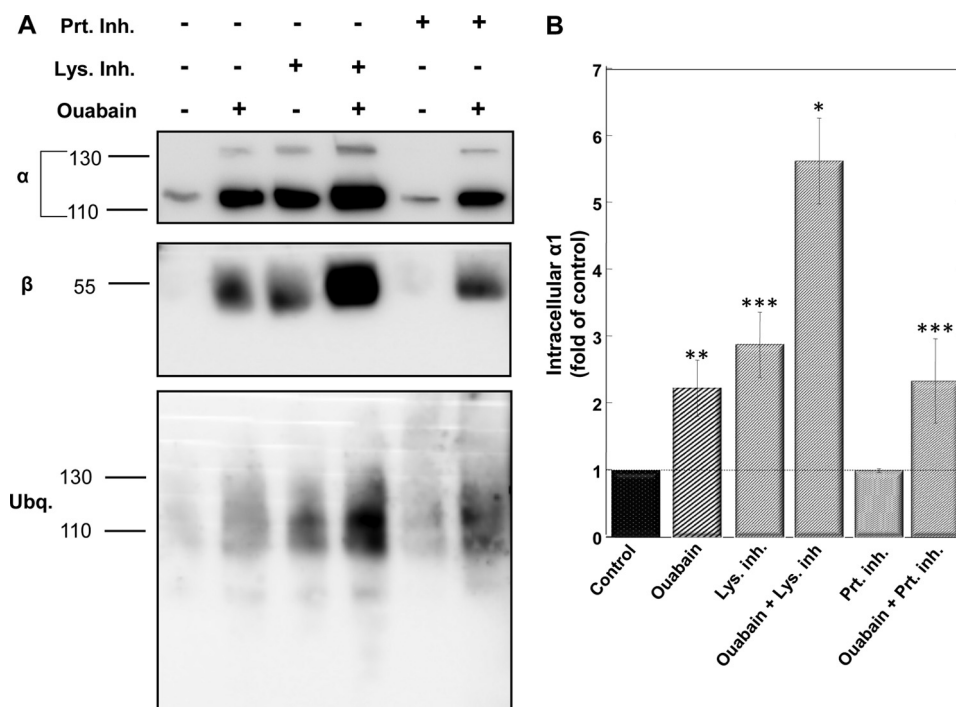 A
Prt. Inh. - - - - + +
Lys. Inh. - - + + - -
Ouabain - + - + - +
α
130
110
β
55
Ubq.
130
110
B
Intracellular α1
(fold of control)
7
6
5
4
3
2
1
0
**
***
*
***
Control
Ouabain
Lys. inh.
Ouabain + Lys. inh
Prt. inh.
Ouabain + Prt. inh.